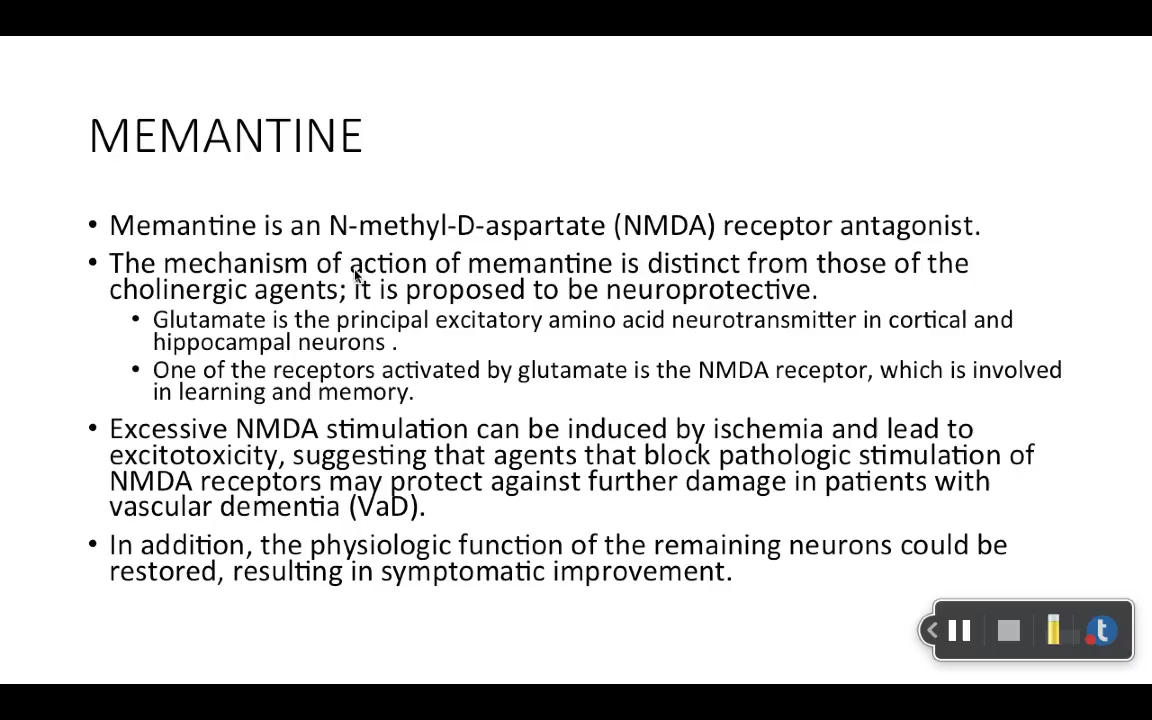 MEMANTINE
• Memantine is an N-methyl-D-aspartate (NMDA) receptor antagonist.
• The mechanism of action of memantine is distinct from those of the
cholinergic agents; it is proposed to be neuroprotective.
• Glutamate is the principal excitatory amino acid neurotransmitter in cortical and
hippocampal neurons .
• One of the receptors activated by glutamate is the NMDA receptor, which is involved
in learning and memory.
• Excessive NMDA stimulation can be induced by ischemia and lead to
excitotoxicity, suggesting that agents that block pathologic stimulation of
NMDA receptors may protect against further damage in patients with
vascular dementia (VaD).
• In addition, the physiologic function of the remaining neurons could be
restored, resulting in symptomatic improvement.
t